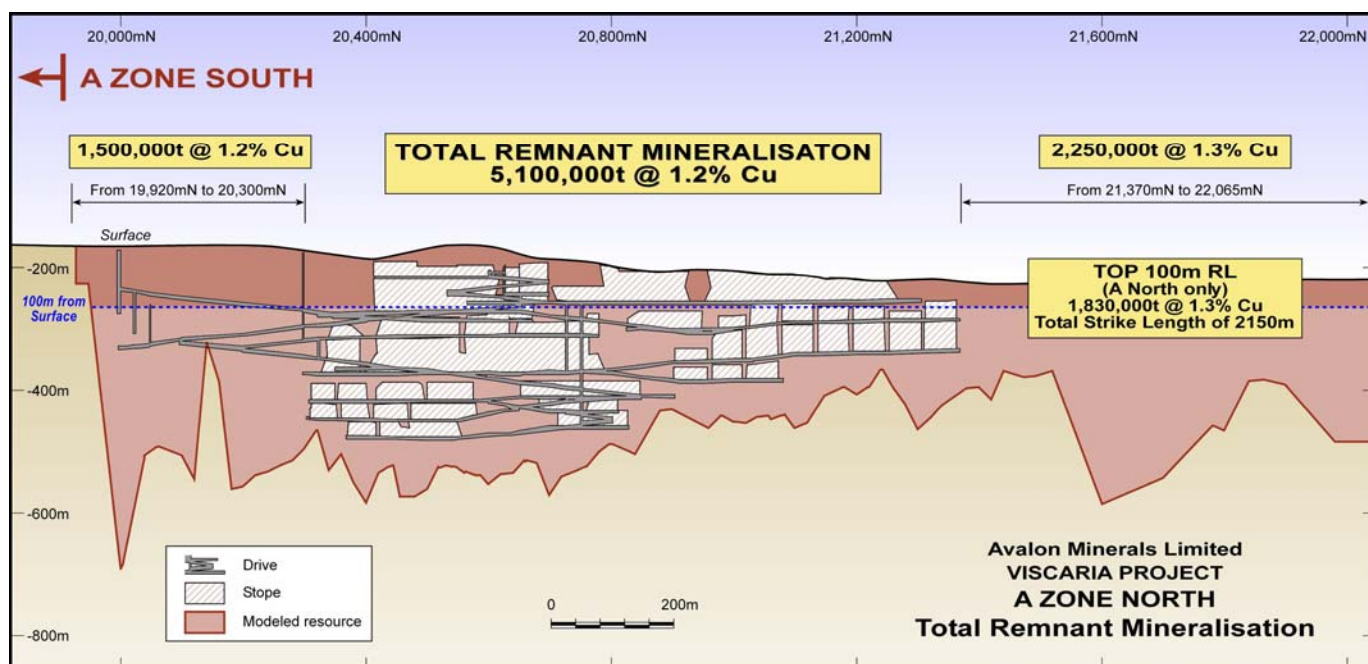 20,000mN 20,400mN 20,800mN 21,200mN 21,600mN 22,000mN
A ZONE SOUTH
1,500,000t @ 1.2% Cu
From 19,920mN to 20,300mN
TOTAL REMNANT MINERALISATON
5,100,000t @ 1.2% Cu
2,250,000t @ 1.3% Cu
From 21,370mN to 22,065mN
Surface
-200m
100m from
Surface
TOP 100m RL
(A North only)
1,830,000t @ 1.3% Cu
Total Strike Length of 2150m
-400m
-600m
-800m
Drive
Stope
Modeled resource
0 200m
Avalon Minerals Limited
VISCARIA PROJECT
A ZONE NORTH
Total Remnant Mineralisation